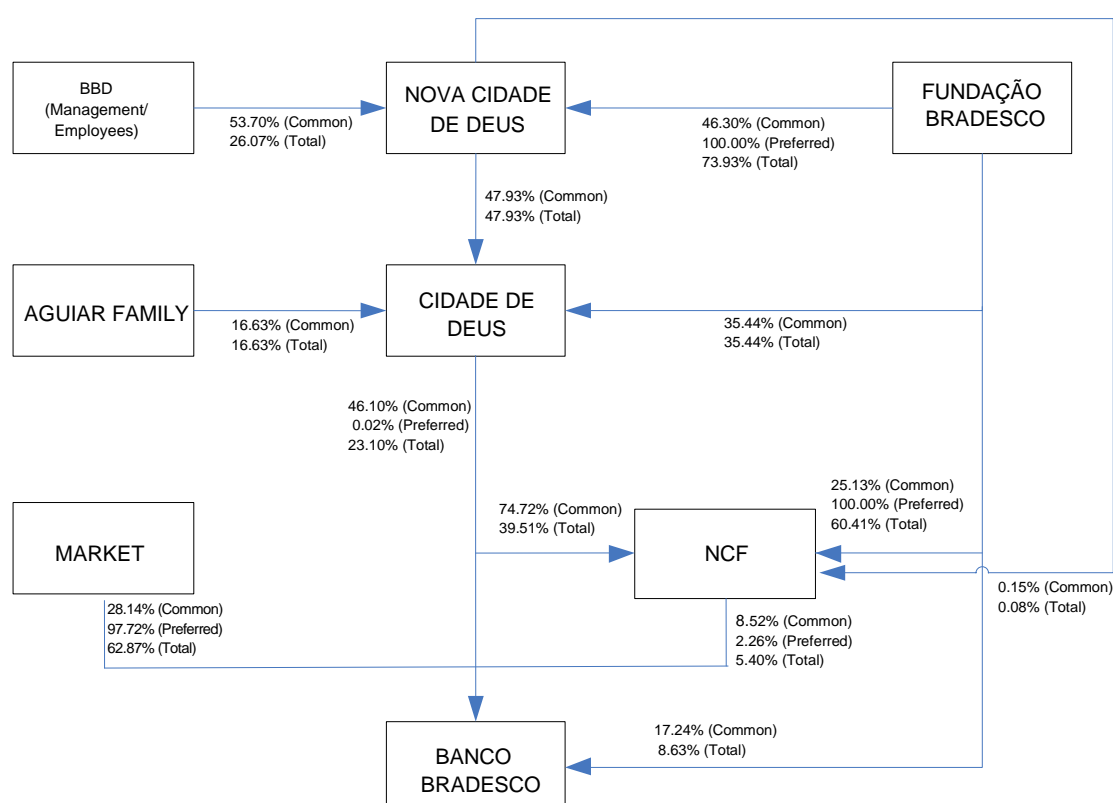 BBD
(Management/
Employees)
53.70% (Common)
26.07% (Total)
NOVA CIDADE
DE DEUS
46.30% (Common)
100.00% (Preferred)
73.93% (Total)
FUNDAÇÃO
BRADESCO
47.93% (Common)
47.93% (Total)
AGUIAR FAMILY
16.63% (Common)
16.63% (Total)
CIDADE DE
DEUS
35.44% (Common)
35.44% (Total)
46.10% (Common)
0.02% (Preferred)
23.10% (Total)
MARKET
74.72% (Common)
39.51% (Total)
NCF
25.13% (Common)
100.00% (Preferred)
60.41% (Total)
0.15% (Common)
0.08% (Total)
28.14% (Common)
97.72% (Preferred)
62.87% (Total)
8.52% (Common)
2.26% (Preferred)
5.40% (Total)
BANCO
BRADESCO
17.24% (Common)
8.63% (Total)